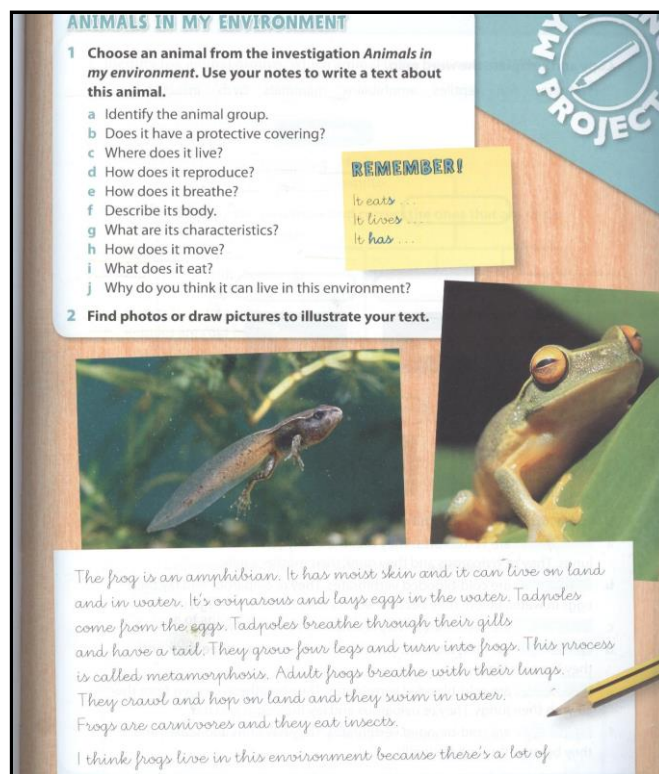 ANIMALS IN MY ENVIRONMENT
1 Choose an animal from the investigation Animals in
my environment. Use your notes to write a text about
this animal.
a Identify the animal group.
b Does it have a protective covering?
c Where does it live?
d How does it reproduce?
e How does it breathe?
f Describe its body.
g What are its characteristics?
h How does it move?
i What does it eat?
j Why do you think it can live in this environment?
2 Find photos or draw pictures to illustrate your text.
MY
PROJECT
REMEMBER!
It eats ...
It lives ...
It has ...
The frog is an amphibian. It has moist skin and it can live on land
and in water. It's oviparous and lays eggs in the water. Tadpoles
come from the eggs. Tadpoles breathe through their gills
and have a tail. They grow four legs and turn into frogs. This process
is called metamorphosis. Adult frogs breathe with their lungs.
They crawl and hop on land and they swim in water.
Frogs are carnivores and they eat insects.
I think frogs live in this environment because there's a lot of